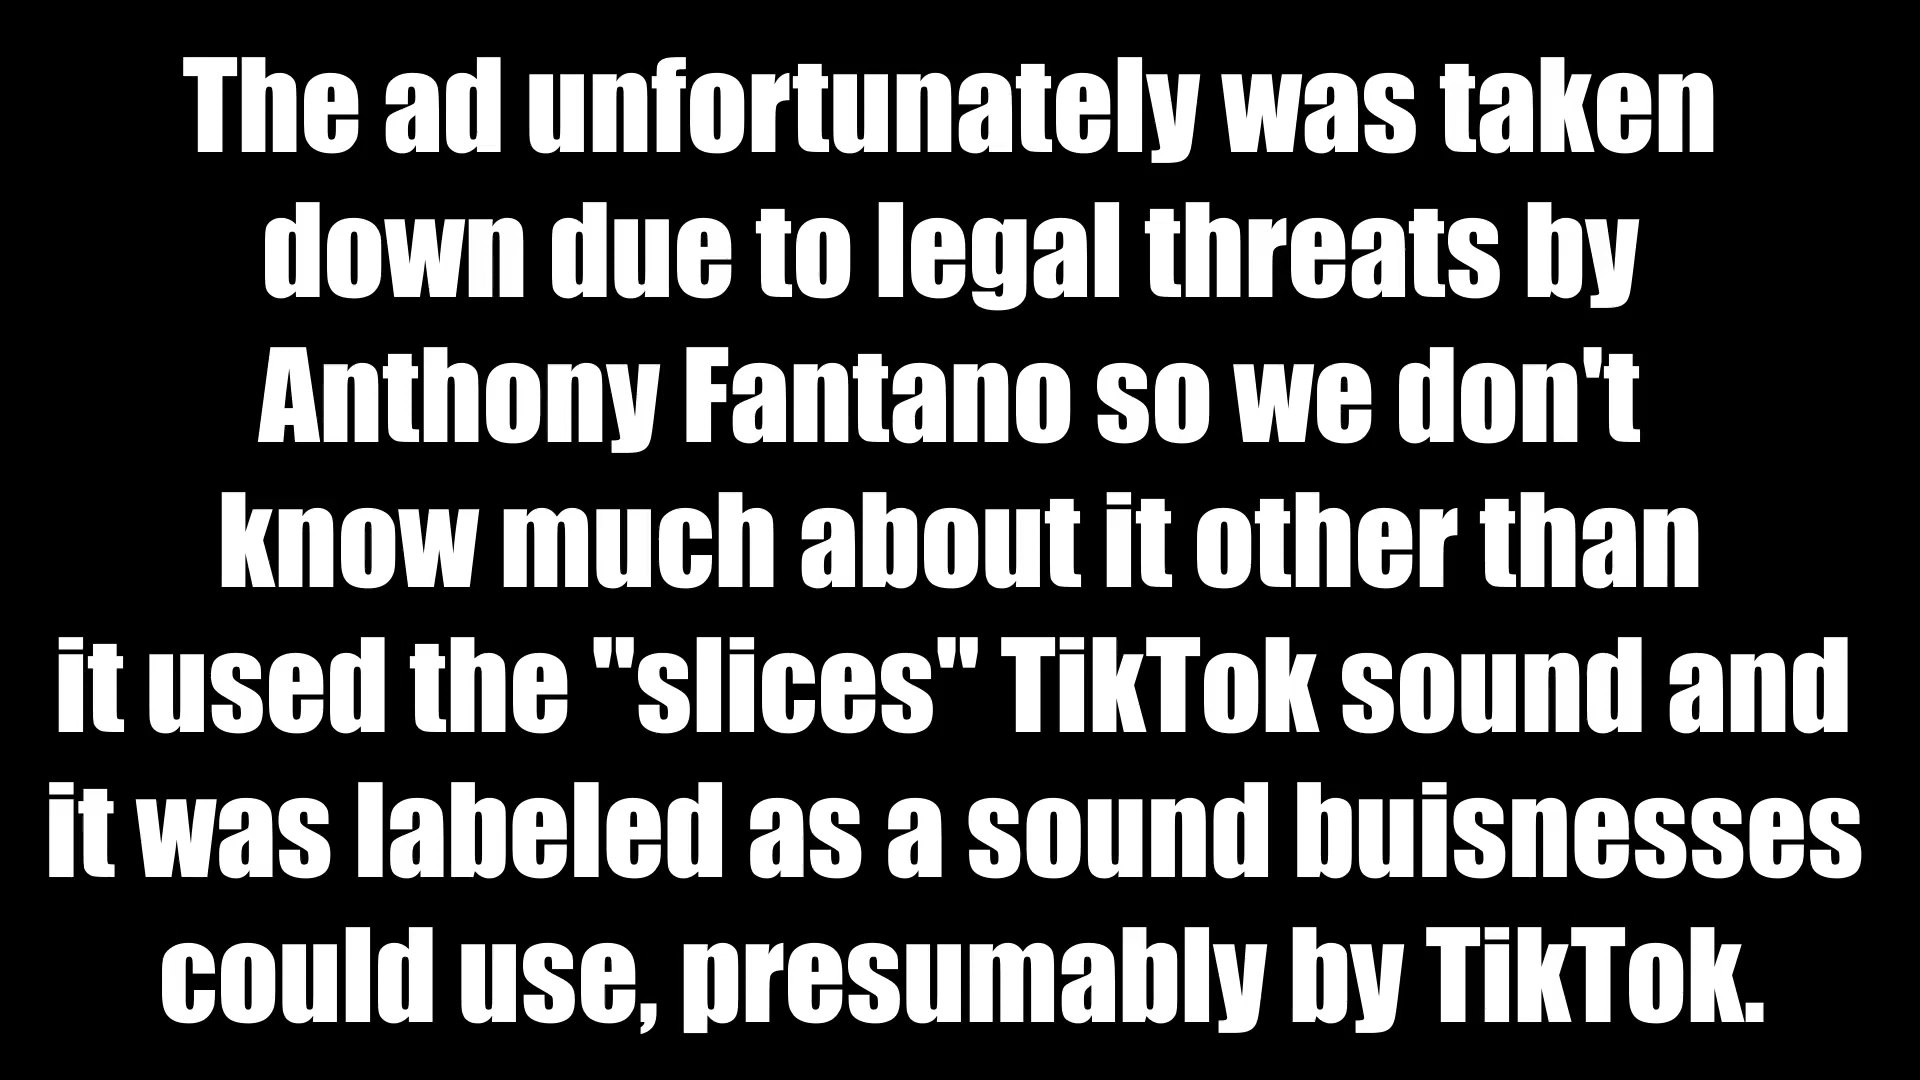 The ad unfortunately was taken
down due to legal threats by
Anthony Fantano so we don't
know much about it other than
it used the "slices" TikTok sound and
it was labeled as a sound buisnesses
could use, presumably by TikTok.